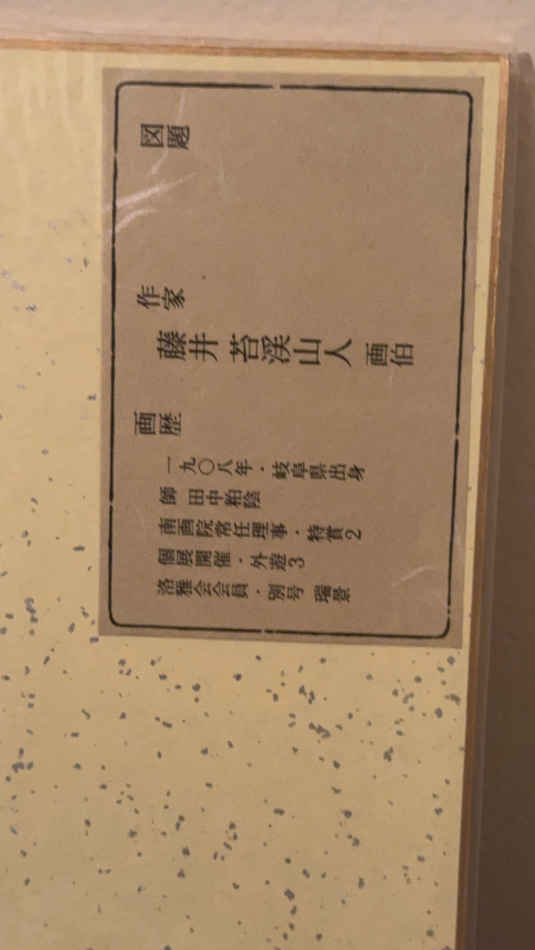 図題
作家
藤井苔渓山人画伯
画歴
一九〇八年・岐阜県出身
師 田中柏陰
南画院常任理事・特賞2
個展開催・外遊3
洛雅会会員・別号 瑞景